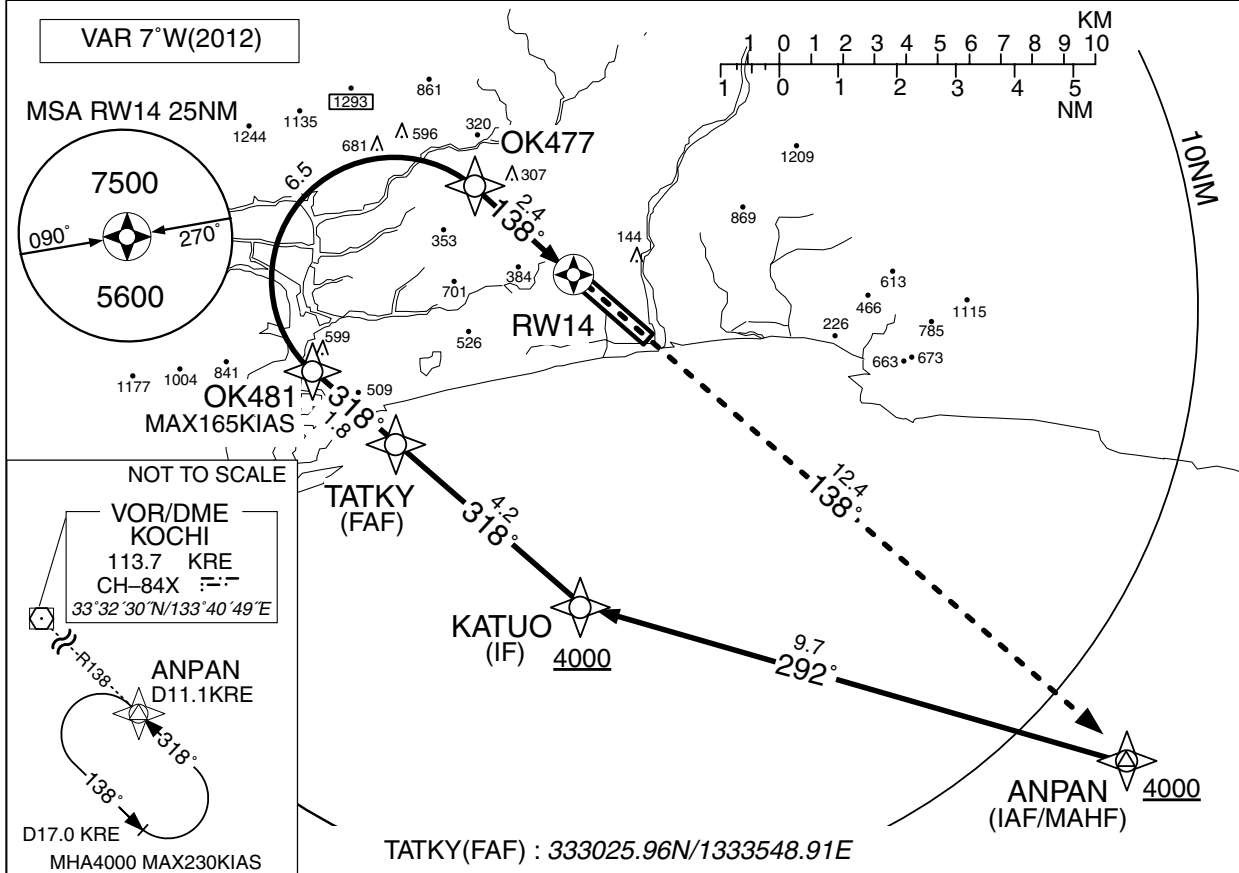 VAR 7°W(2012)
KM
1 0 1 2 3 4 5 6 7 8 9 10
1 0 1 2 3 4 5
NM
MSA RW14 25NM
7500
090°
270°
5600
1244
1135
1293
861
681
596
320
OK477
307
6.5
2.4
138°
353
384
701
526
144
RW14
1209
869
10NM
613
466
1115
226
785
663
673
599
1177
1004
841
509
OK481
MAX165KIAS
318°
1.8
TATKY
(FAF)
4.2
318°
12.4
138°
KATUO
(IF)
4000
9.7
292°
ANPAN
(IAF/MAHF)
4000
NOT TO SCALE
VOR/DME
KOCHI
113.7 KRE
CH–84X
33°32′30″N/133°40′49″E
R138
ANPAN
D11.1KRE
318°
138°
D17.0 KRE
MHA4000 MAX230KIAS
TATKY(FAF) : 333025.96N/1333548.91E